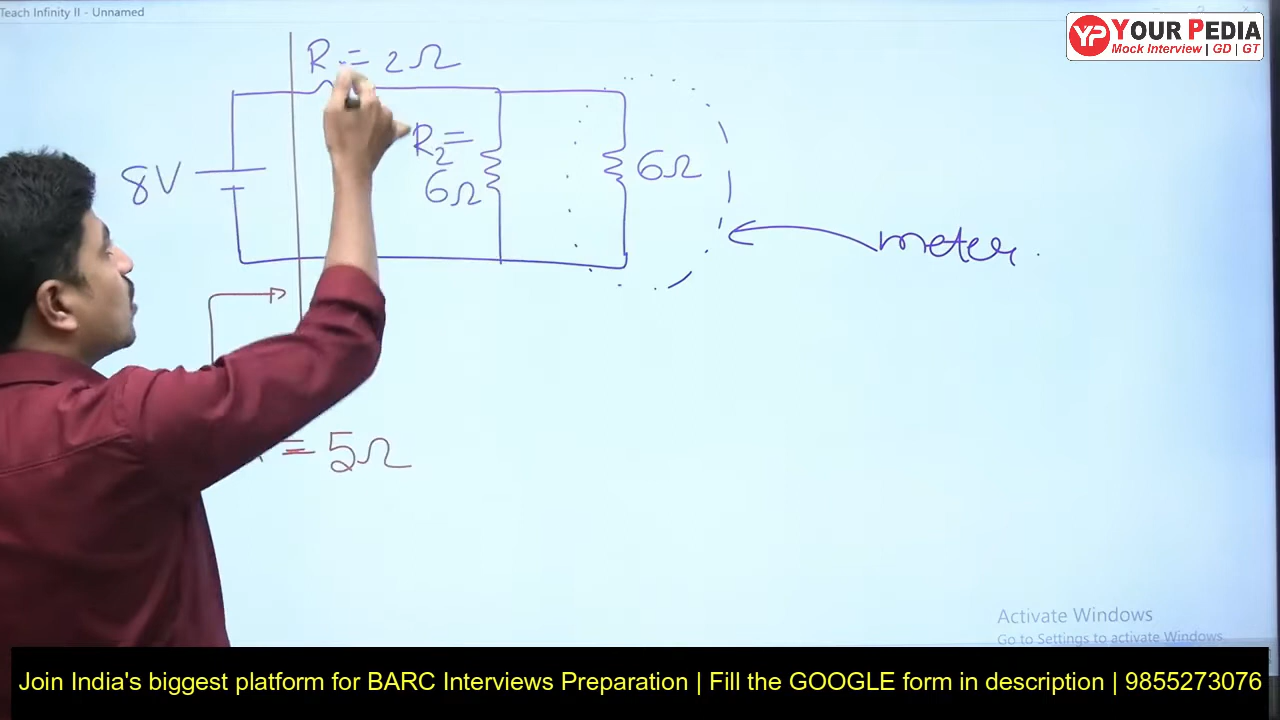 Teach Infinity II - Unnamed
YP YOUR PEDIA
Mock Interview | GD | GT
R = 2Ω
8V
R2 =
6Ω
6Ω
meter
= 5Ω
Activate Windows
Go to Settings to activate Windows.
Join India's biggest platform for BARC Interviews Preparation | Fill the GOOGLE form in description | 9855273076